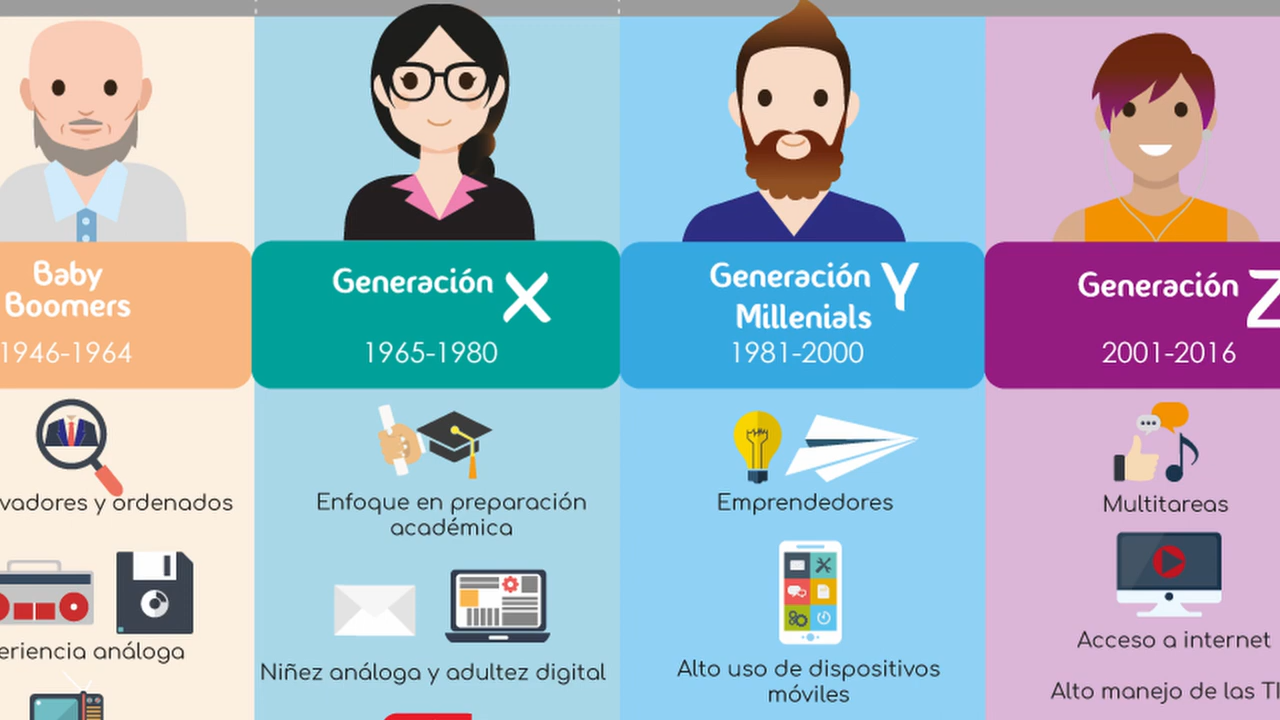 Baby
Boomers
1946-1964
vadores y ordenados
eriencia análoga
Generación X
1965-1980
Enfoque en preparación
académica
Niñez análoga y adultez digital
Generación Y
Millenials
1981-2000
Emprendedores
Alto uso de dispositivos
móviles
Generación Z
2001-2016
Multitareas
Acceso a internet
Alto manejo de las TI